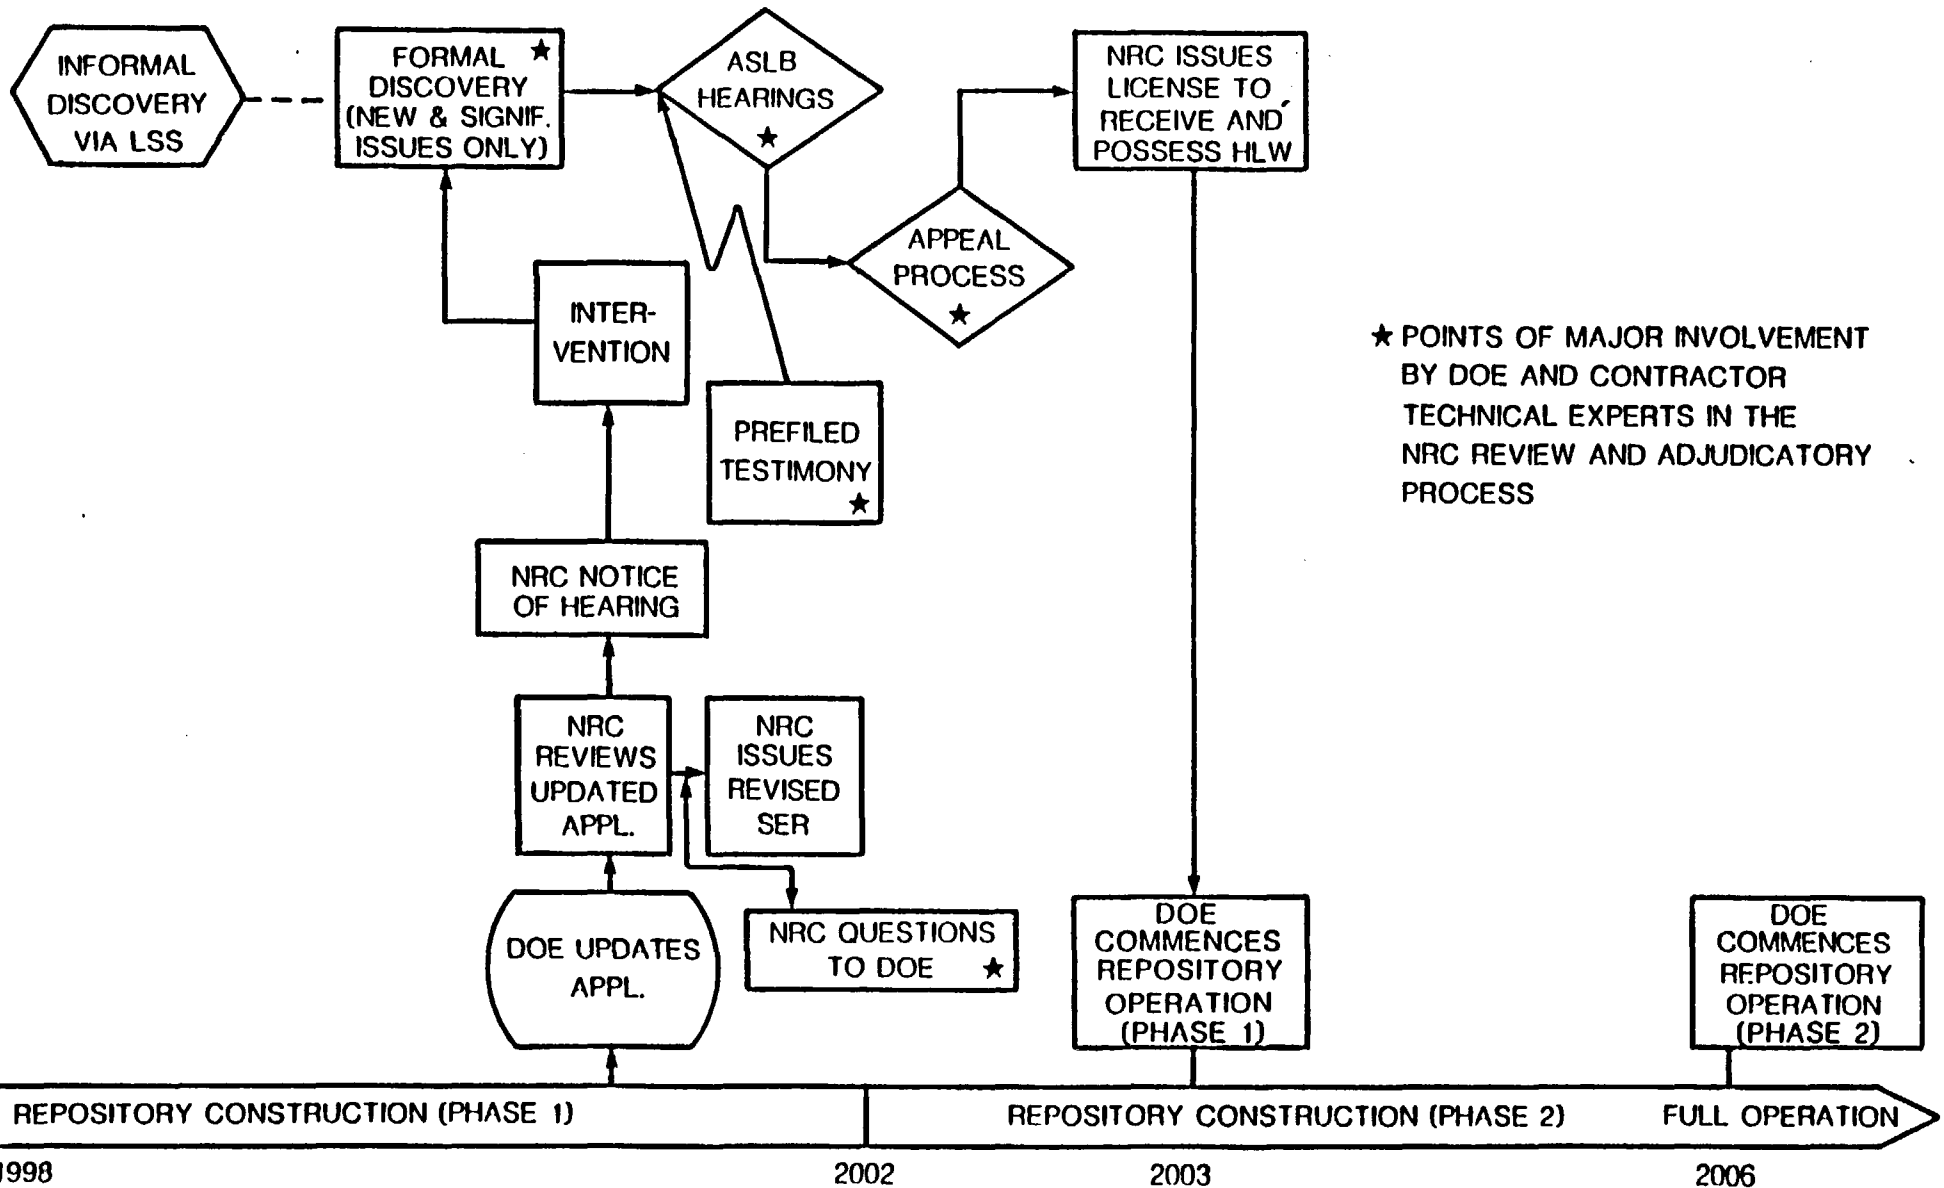 INFORMAL
DISCOVERY
VIA LSS
FORMAL ★
DISCOVERY
(NEW & SIGNIF.
ISSUES ONLY)
ASLB
HEARINGS
★
NRC ISSUES
LICENSE TO
RECEIVE AND
POSSESS HLW
APPEAL
PROCESS
★
INTER-
VENTION
PREFILED
TESTIMONY
★
★ POINTS OF MAJOR INVOLVEMENT
BY DOE AND CONTRACTOR
TECHNICAL EXPERTS IN THE
NRC REVIEW AND ADJUDICATORY
PROCESS
NRC NOTICE
OF HEARING
NRC
REVIEWS
UPDATED
APPL.
NRC
ISSUES
REVISED
SER
DOE UPDATES
APPL.
NRC QUESTIONS
TO DOE ★
DOE
COMMENCES
REPOSITORY
OPERATION
(PHASE 1)
DOE
COMMENCES
REPOSITORY
OPERATION
(PHASE 2)
REPOSITORY CONSTRUCTION (PHASE 1)
REPOSITORY CONSTRUCTION (PHASE 2)
FULL OPERATION
1998
2002
2003
2006